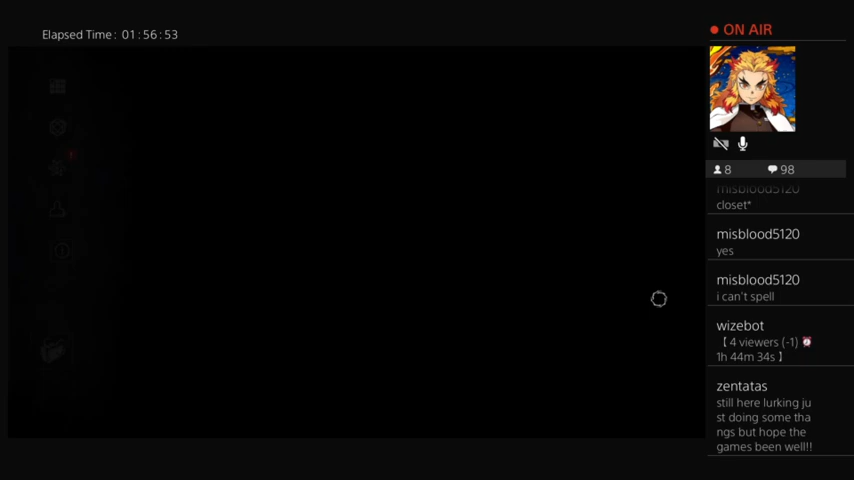 Elapsed Time: 01:56:53
ON AIR
8 98
misblood5120
closet*
misblood5120
yes
misblood5120
i can't spell
wizebot
【 4 viewers (-1) ⏰
1h 44m 34s 】
zentatas
still here lurking ju
st doing some tha
ngs but hope the
games been well!!